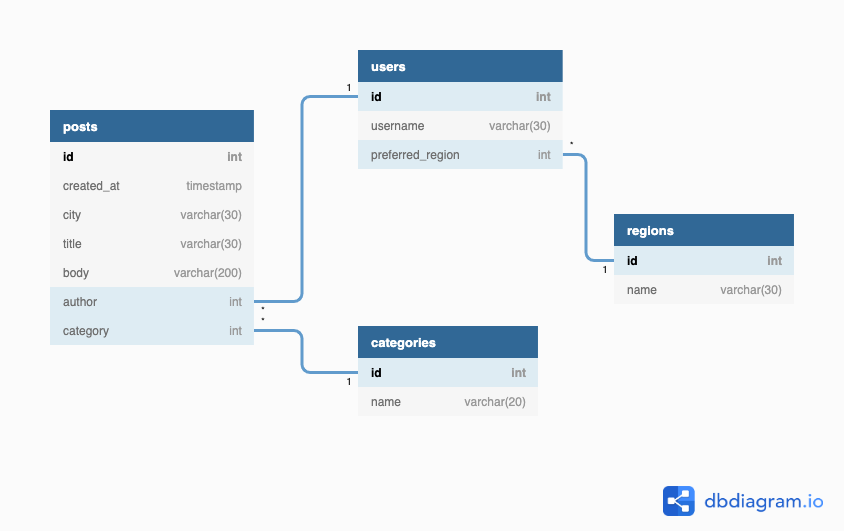 posts
id int
created_at timestamp
city varchar(30)
title varchar(30)
body varchar(200)
author int
category int
*
*
users
1
id int
username varchar(30)
preferred_region int
*
regions
id int
1
name varchar(30)
categories
id int
1
name varchar(20)
dbdiagram.io